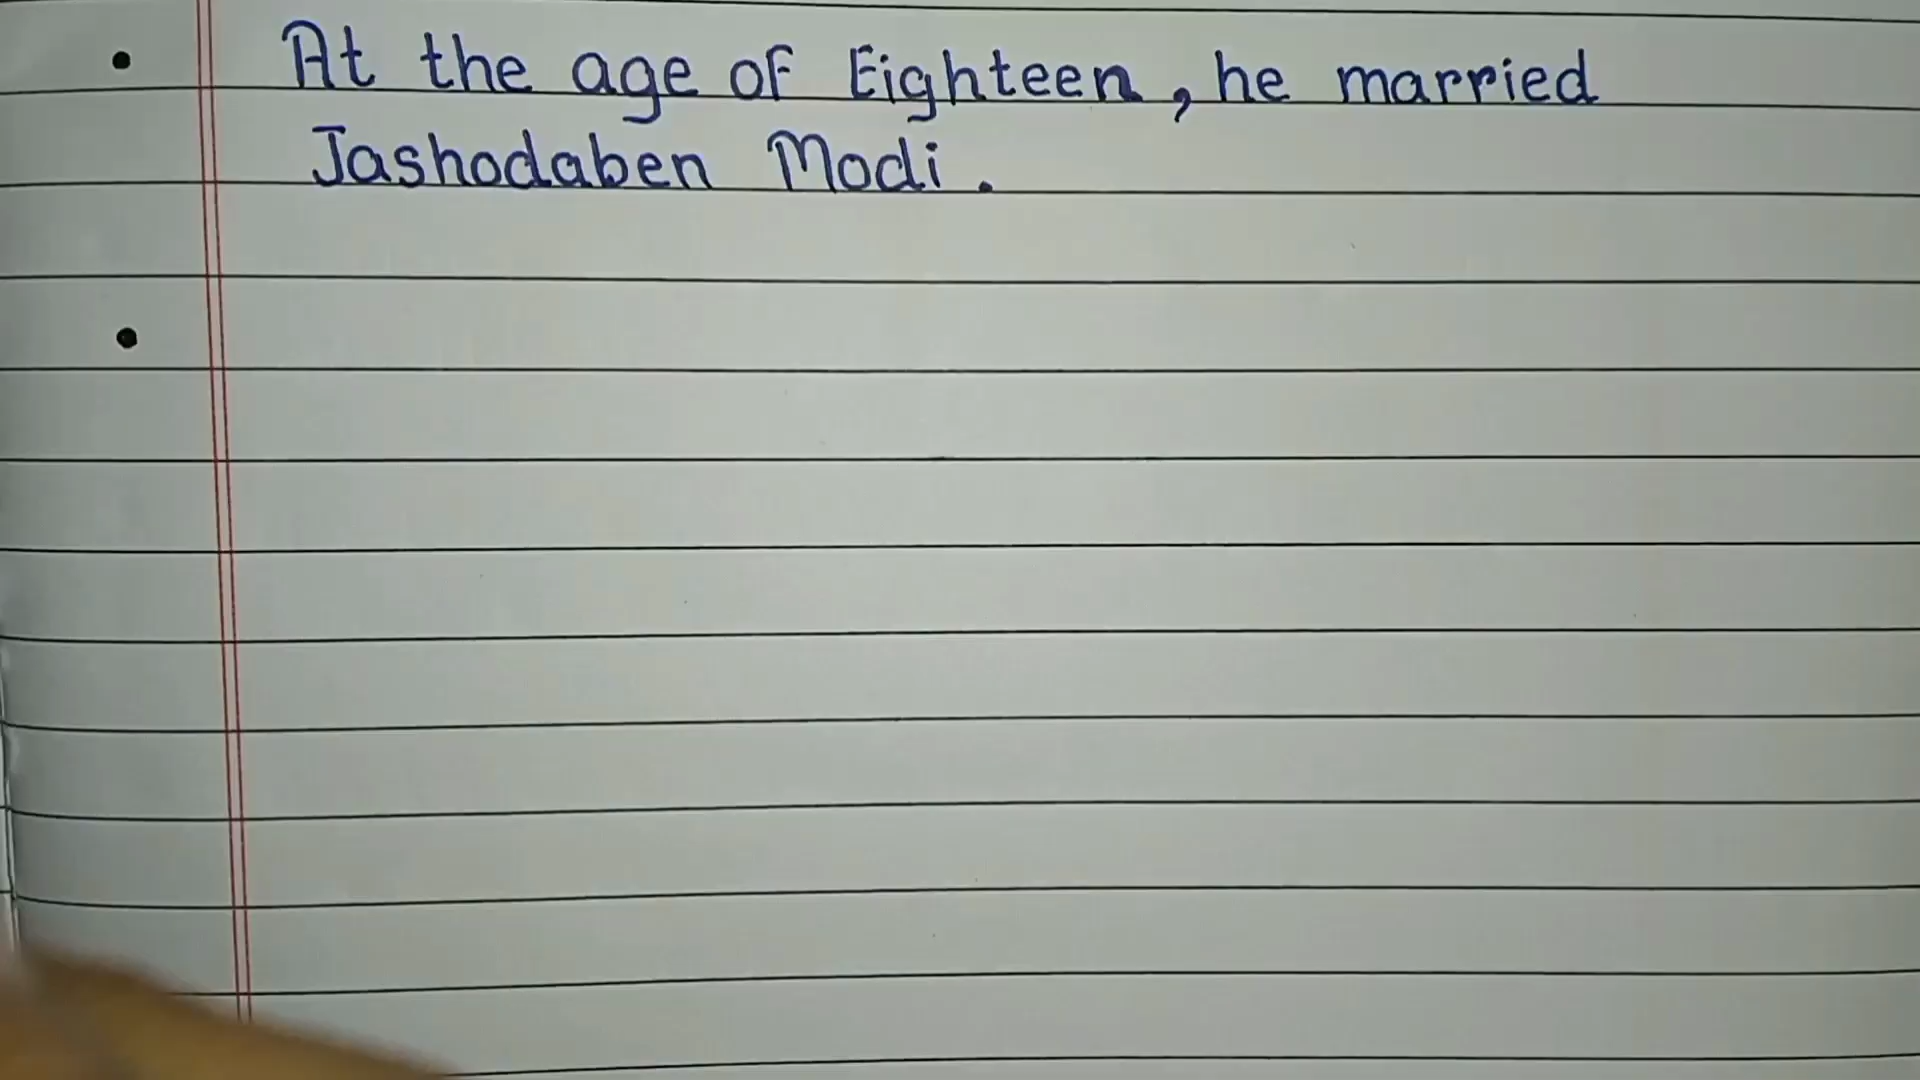 • At the age of Eighteen, he married
Jashodaben Modi.
•